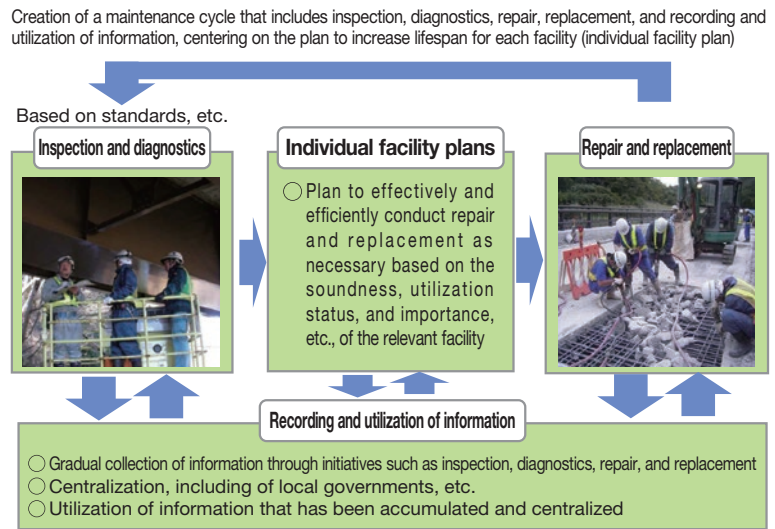 Creation of a maintenance cycle that includes inspection, diagnostics, repair, replacement, and recording and
utilization of information, centering on the plan to increase lifespan for each facility (individual facility plan)
Based on standards, etc.
Inspection and diagnostics
Individual facility plans
○ Plan to effectively and
efficiently conduct repair
and replacement as
necessary based on the
soundness, utilization
status, and importance,
etc., of the relevant facility
Repair and replacement
Recording and utilization of information
○ Gradual collection of information through initiatives such as inspection, diagnostics, repair, and replacement
○ Centralization, including of local governments, etc.
○ Utilization of information that has been accumulated and centralized